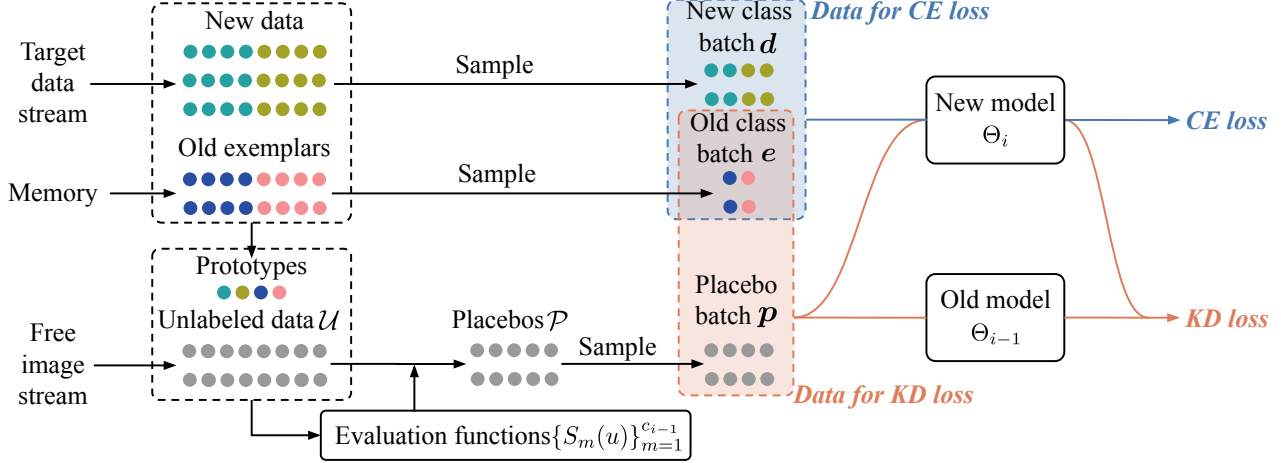 Target
data
stream
New data
Old exemplars
Memory
Sample
Sample
New class
batch d
Old class
batch e
Data for CE loss
New model
Θ_i
CE loss
Prototypes
Unlabeled data 𝒰
Free
image
stream
Placebos 𝒫
Sample
Placebo
batch p
Data for KD loss
Old model
Θ_{i−1}
KD loss
Evaluation functions {S_m(u)}_{m=1}^{c_{i−1}}